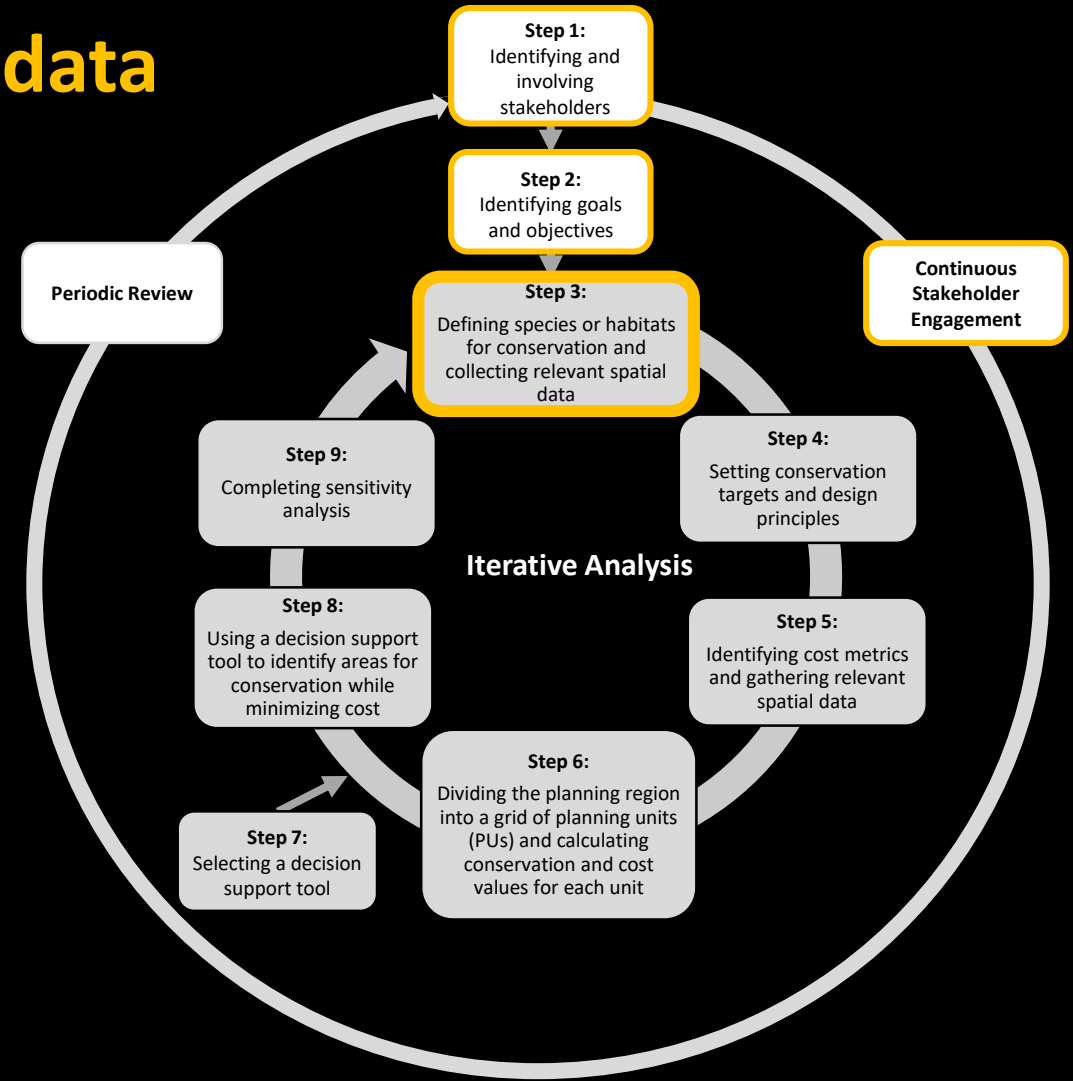 data
Step 1:
Identifying and
involving
stakeholders
Step 2:
Identifying goals
and objectives
Periodic Review
Continuous
Stakeholder
Engagement
Step 3:
Defining species or habitats
for conservation and
collecting relevant spatial
data
Step 9:
Completing sensitivity
analysis
Step 4:
Setting conservation
targets and design
principles
Iterative Analysis
Step 8:
Using a decision support
tool to identify areas for
conservation while
minimizing cost
Step 5:
Identifying cost metrics
and gathering relevant
spatial data
Step 6:
Dividing the planning region
into a grid of planning units
(PUs) and calculating
conservation and cost
values for each unit
Step 7:
Selecting a decision
support tool